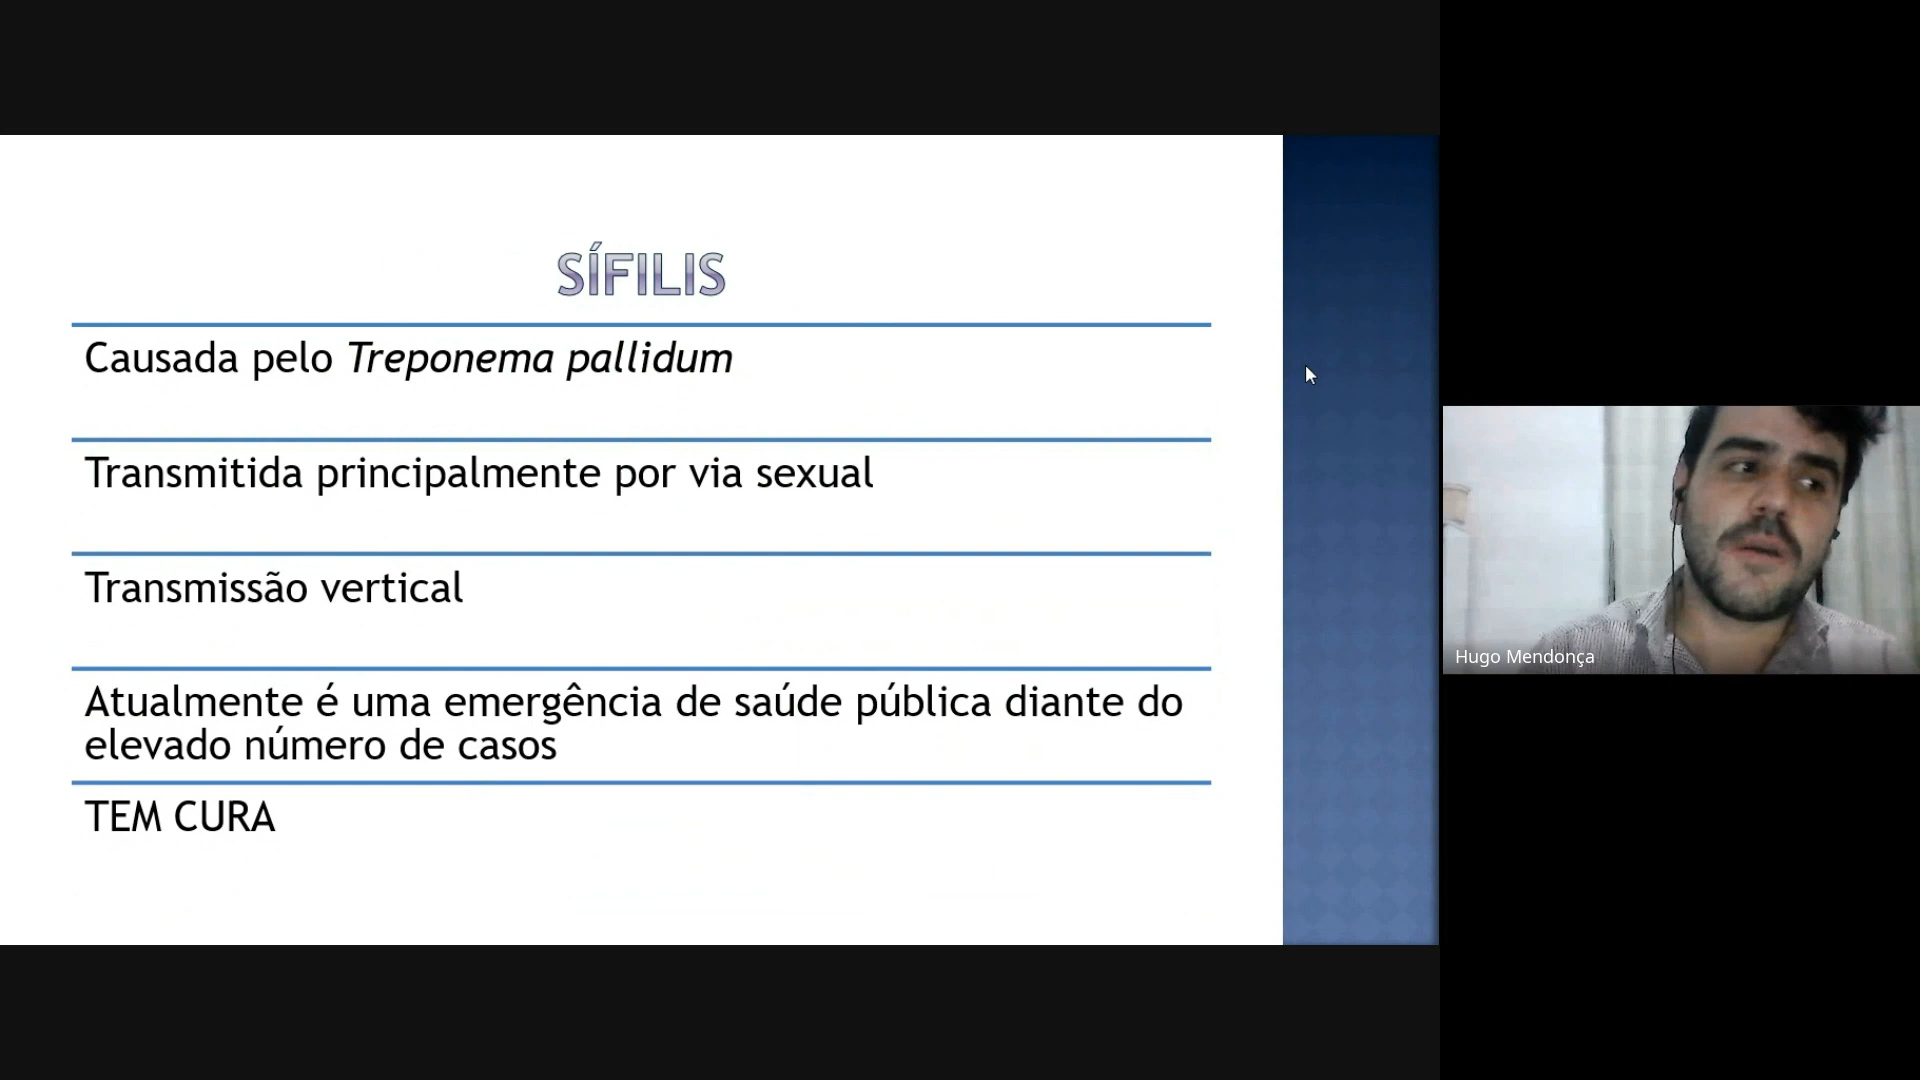 SÍFILIS
Causada pelo Treponema pallidum
Transmitida principalmente por via sexual
Transmissão vertical
Atualmente é uma emergência de saúde pública diante do
elevado número de casos
TEM CURA
Hugo Mendonça